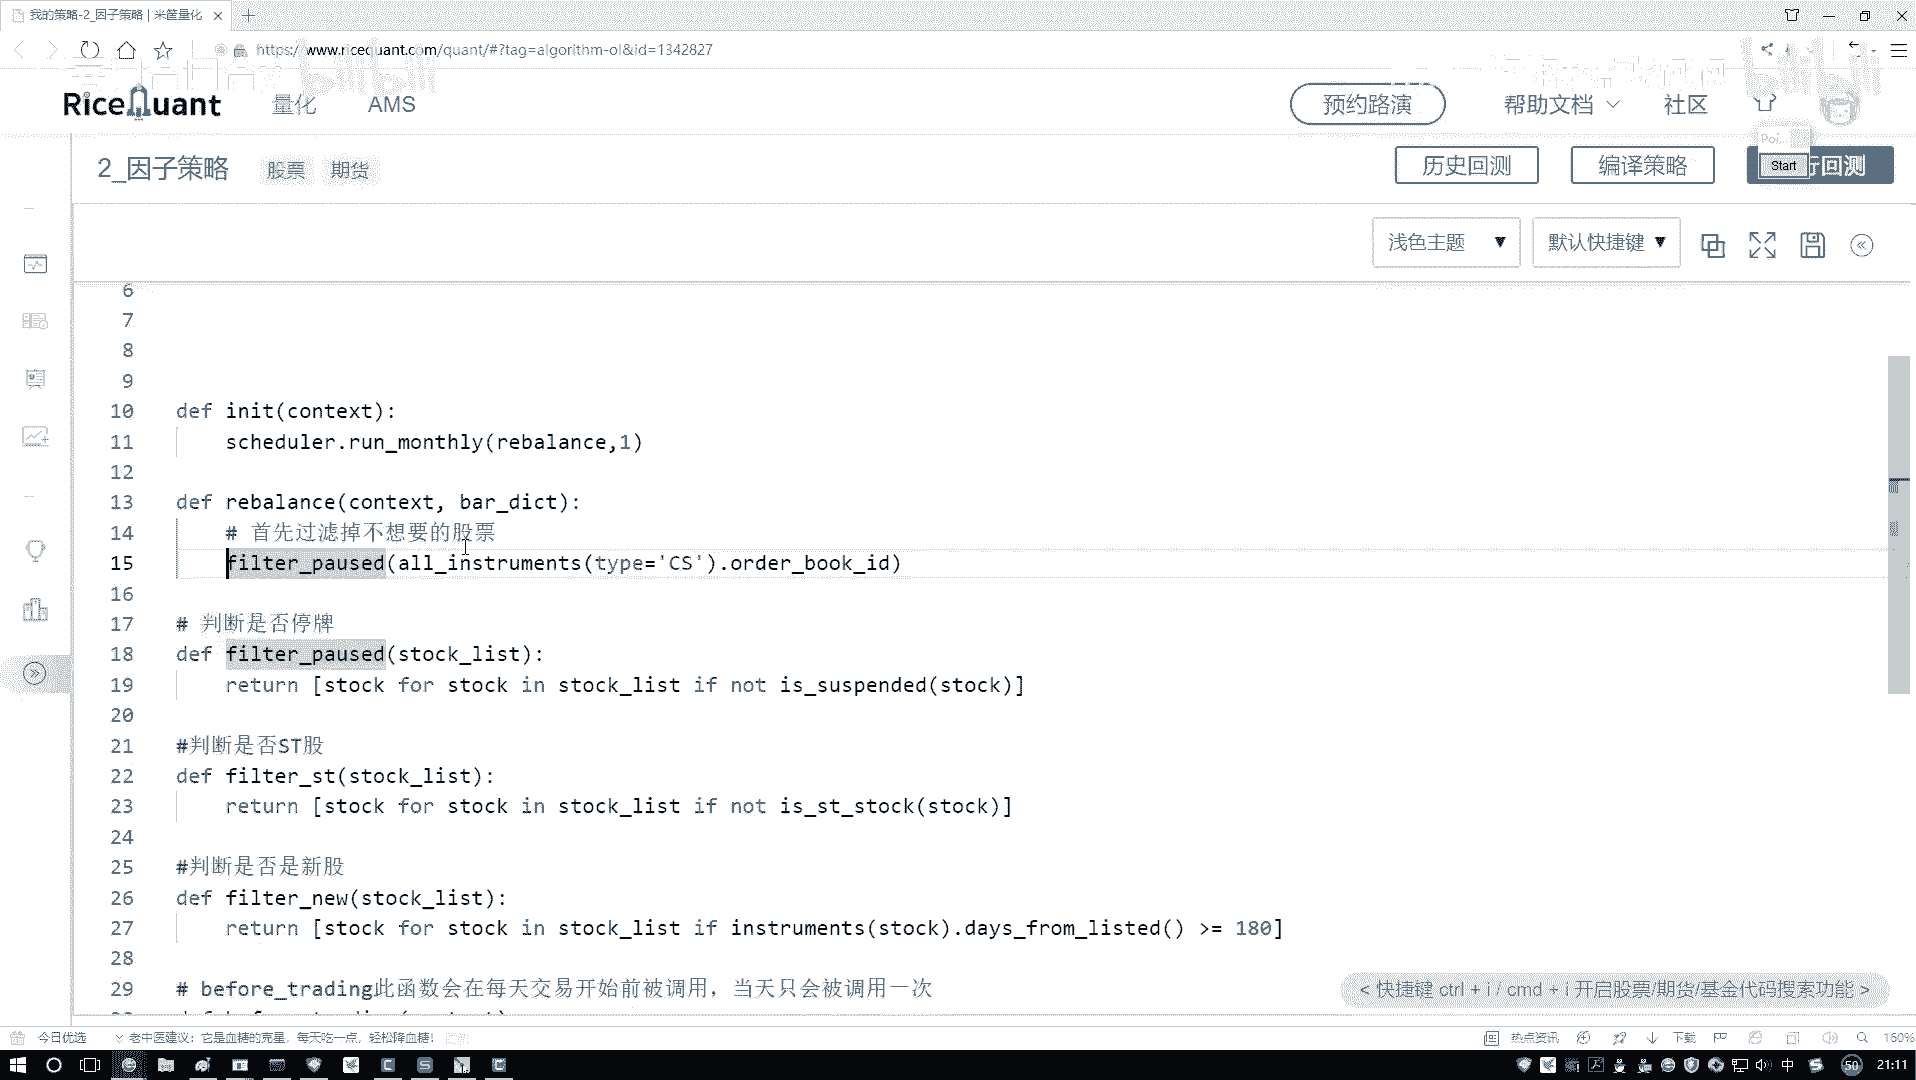 我的策略-2_因子策略 | 米筐量化
https://www.ricequant.com/quant/#?tag=algorithm-ol&id=1342827
RiceQuant 量化 AMS 预约路演 帮助文档 社区
Poi...
2_因子策略 股票 期货 历史回测 编译策略 Start 行回测
浅色主题 ▼ 默认快捷键 ▼
6
7
8
9
10 def init(context):
11 scheduler.run_monthly(rebalance,1)
12
13 def rebalance(context, bar_dict):
14 # 首先过滤掉不想要的股票
15 filter_paused(all_instruments(type='CS').order_book_id)
16
17 # 判断是否停牌
18 def filter_paused(stock_list):
19 return [stock for stock in stock_list if not is_suspended(stock)]
20
21 #判断是否ST股
22 def filter_st(stock_list):
23 return [stock for stock in stock_list if not is_st_stock(stock)]
24
25 #判断是否是新股
26 def filter_new(stock_list):
27 return [stock for stock in stock_list if instruments(stock).days_from_listed() >= 180]
28
29 # before_trading此函数会在每天交易开始前被调用，当天只会被调用一次
< 快捷键 ctrl + i / cmd + i 开启股票/期货/基金代码搜索功能 >
今日优选 老中医建议：它是血糖的克星，每天吃一点，轻松降血糖！ 热点资讯 下载 160%
中 50 21:11